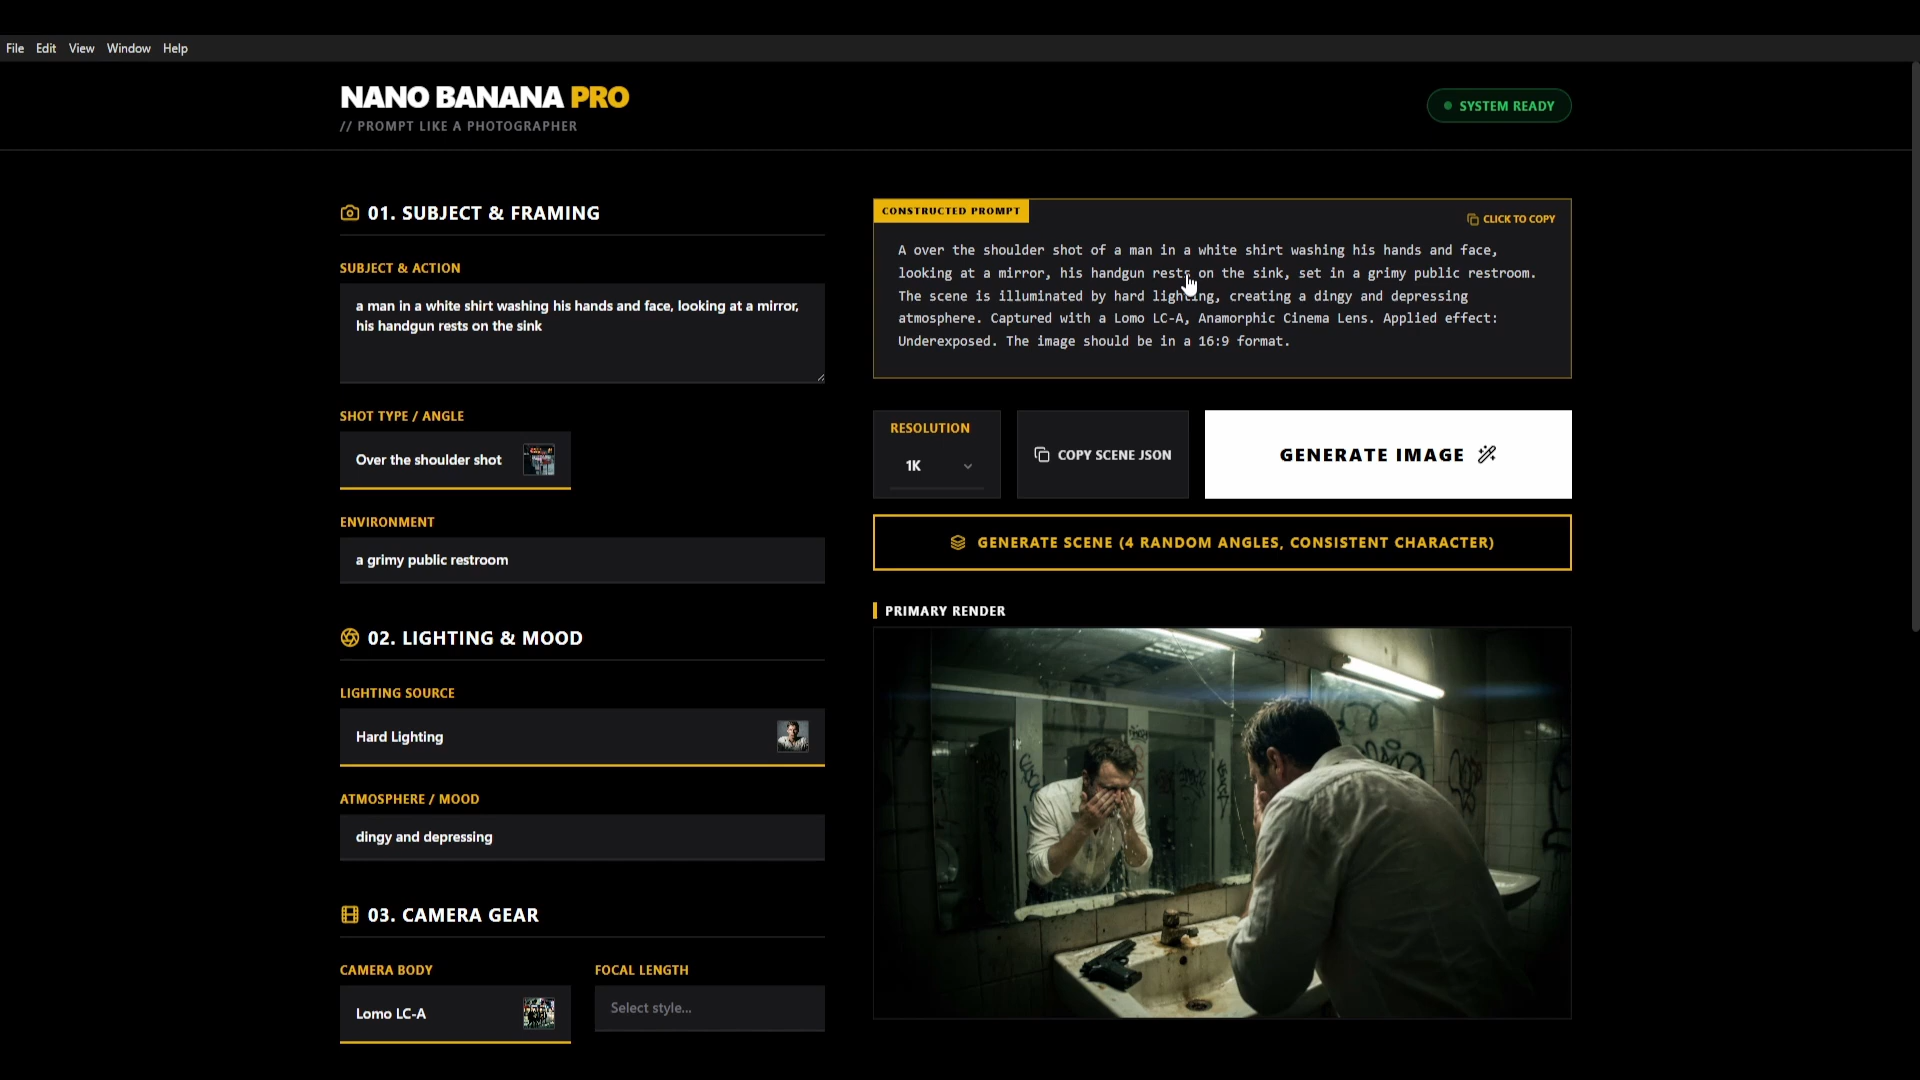 File Edit View Window Help
NANO BANANA PRO
// PROMPT LIKE A PHOTOGRAPHER
SYSTEM READY
01. SUBJECT & FRAMING
SUBJECT & ACTION
a man in a white shirt washing his hands and face, looking at a mirror,
his handgun rests on the sink
SHOT TYPE / ANGLE
Over the shoulder shot
ENVIRONMENT
a grimy public restroom
02. LIGHTING & MOOD
LIGHTING SOURCE
Hard Lighting
ATMOSPHERE / MOOD
dingy and depressing
03. CAMERA GEAR
CAMERA BODY
Lomo LC-A
FOCAL LENGTH
Select style...
CONSTRUCTED PROMPT
CLICK TO COPY
A over the shoulder shot of a man in a white shirt washing his hands and face,
looking at a mirror, his handgun rests on the sink, set in a grimy public restroom.
The scene is illuminated by hard lighting, creating a dingy and depressing
atmosphere. Captured with a Lomo LC-A, Anamorphic Cinema Lens. Applied effect:
Underexposed. The image should be in a 16:9 format.
RESOLUTION
1K
COPY SCENE JSON
GENERATE IMAGE
GENERATE SCENE (4 RANDOM ANGLES, CONSISTENT CHARACTER)
PRIMARY RENDER